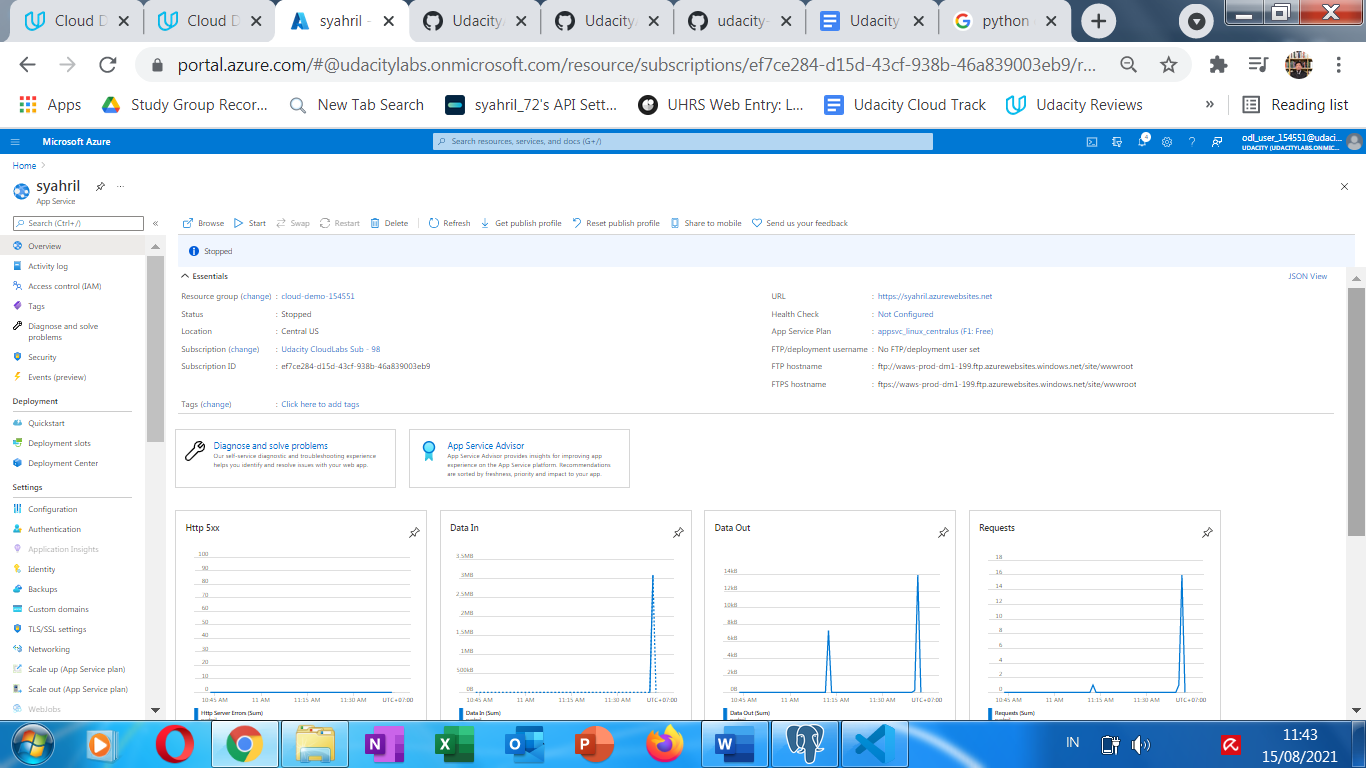 Cloud D
Cloud D
syahril -
Udacity/
Udacity/
udacity-
Udacity
python
portal.azure.com/#@udacitylabs.onmicrosoft.com/resource/subscriptions/ef7ce284-d15d-43cf-938b-46a839003eb9/r...
Apps
Study Group Recor...
New Tab Search
syahril_72's API Sett...
UHRS Web Entry: L...
Udacity Cloud Track
Udacity Reviews
»
Reading list
Microsoft Azure
Search resources, services, and docs (G+/)
4
odl_user_154551@udaci...
UDACITY (UDACITYLABS.ONMIC...
Home >
syahril
...
App Service
Search (Ctrl+/)
«
Browse
Start
Swap
Restart
Delete
Refresh
Get publish profile
Reset publish profile
Share to mobile
Send us your feedback
Overview
Activity log
Access control (IAM)
Tags
Diagnose and solve
problems
Security
Events (preview)
Deployment
Quickstart
Deployment slots
Deployment Center
Settings
Configuration
Authentication
Application Insights
Identity
Backups
Custom domains
TLS/SSL settings
Networking
Scale up (App Service plan)
Scale out (App Service plan)
WebJobs
Stopped
Essentials
JSON View
Resource group (change) : cloud-demo-154551
Status : Stopped
Location : Central US
Subscription (change) : Udacity CloudLabs Sub - 98
Subscription ID : ef7ce284-d15d-43cf-938b-46a839003eb9
Tags (change) : Click here to add tags
URL : https://syahril.azurewebsites.net
Health Check : Not Configured
App Service Plan : appsvc_linux_centralus (F1: Free)
FTP/deployment username : No FTP/deployment user set
FTP hostname : ftp://waws-prod-dm1-199.ftp.azurewebsites.windows.net/site/wwwroot
FTPS hostname : ftps://waws-prod-dm1-199.ftp.azurewebsites.windows.net/site/wwwroot
Diagnose and solve problems
Our self-service diagnostic and troubleshooting experience
helps you identify and resolve issues with your web app.
App Service Advisor
App Service Advisor provides insights for improving app
experience on the App Service platform. Recommendations
are sorted by freshness, priority and impact to your app.
Http 5xx
100
90
80
70
60
50
40
30
20
10
0
10:45 AM 11 AM 11:15 AM 11:30 AM UTC+07:00
Http Server Errors (Sum)
Data In
3.5MB
3MB
2.5MB
2MB
1.5MB
1MB
500kB
0B
10:45 AM 11 AM 11:15 AM 11:30 AM UTC+07:00
Data In (Sum)
Data Out
14kB
12kB
10kB
8kB
6kB
4kB
2kB
0B
10:45 AM 11 AM 11:15 AM 11:30 AM UTC+07:00
Data Out (Sum)
Requests
18
16
14
12
10
8
6
4
2
0
10:45 AM 11 AM 11:15 AM 11:30 AM UTC+07:00
Requests (Sum)
IN
11:43
15/08/2021